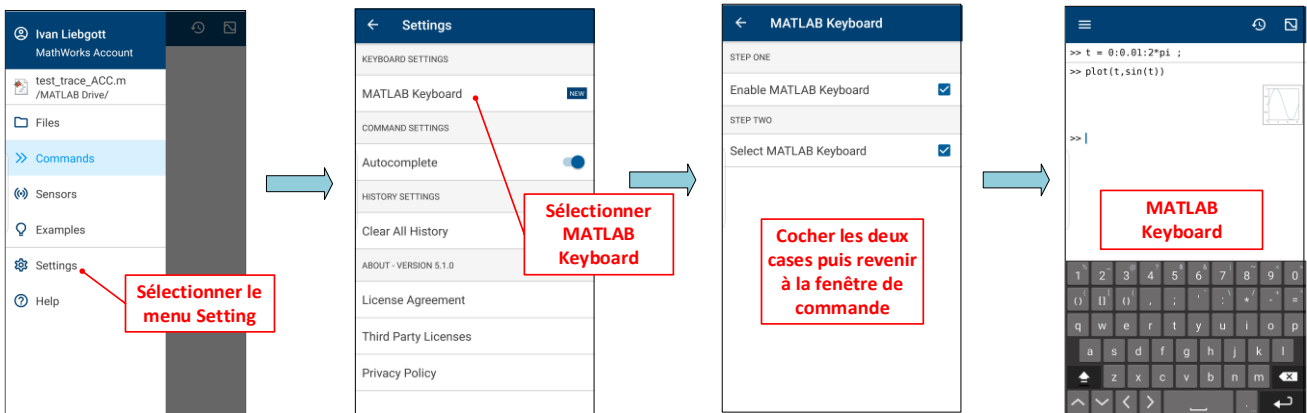 Ivan Liebgott
MathWorks Account
test_trace_ACC.m
/MATLAB Drive/
Files
Commands
Sensors
Examples
Settings
Help
Sélectionner le
menu Setting
Settings
KEYBOARD SETTINGS
MATLAB Keyboard
NEW
COMMAND SETTINGS
Autocomplete
HISTORY SETTINGS
Clear All History
ABOUT - VERSION 5.1.0
License Agreement
Third Party Licenses
Privacy Policy
Sélectionner
MATLAB
Keyboard
MATLAB Keyboard
STEP ONE
Enable MATLAB Keyboard
STEP TWO
Select MATLAB Keyboard
Cocher les deux
cases puis revenir
à la fenêtre de
commande
>> t = 0:0.01:2*pi ;
>> plot(t,sin(t))
>>
MATLAB
Keyboard
1 2 3 4 5 6 7 8 9 0
() [] {} , ; ' : * - =
q w e r t y u i o p
a s d f g h j k l
z x c v b n m